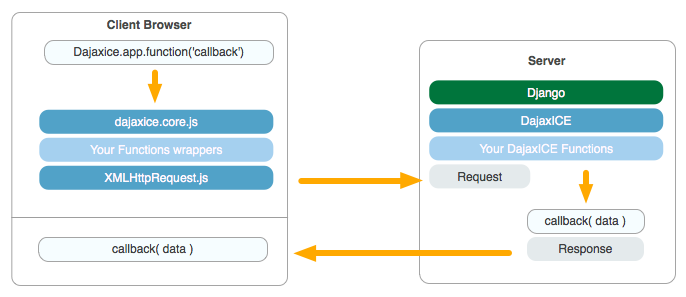 Client Browser
Dajaxice.app.function('callback')
dajaxice.core.js
Your Functions wrappers
XMLHttpRequest.js
callback( data )
Server
Django
DajaxICE
Your DajaxICE Functions
Request
callback( data )
Response